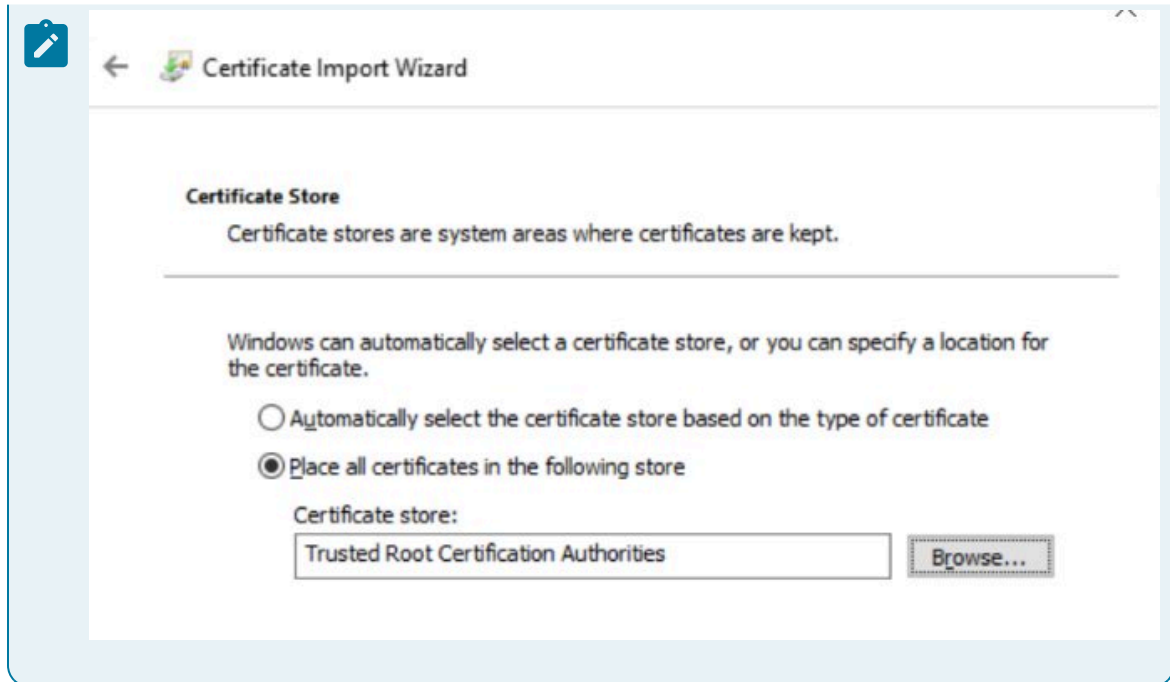 Certificate Import Wizard
Certificate Store
Certificate stores are system areas where certificates are kept.
Windows can automatically select a certificate store, or you can specify a location for
the certificate.
Automatically select the certificate store based on the type of certificate
Place all certificates in the following store
Certificate store:
Trusted Root Certification Authorities
Browse...